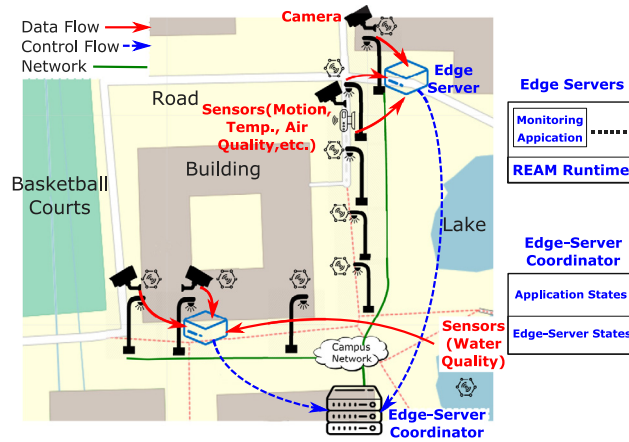 Data Flow
Control Flow
Network
Camera
Edge
Server
Road
Sensors(Motion,
Temp., Air
Quality,etc.)
Building
Basketball
Courts
Lake
Sensors
(Water
Quality)
Campus
Network
Edge-Server
Coordinator
Edge Servers
Monitoring
Appication
REAM Runtime
Edge-Server
Coordinator
Application States
Edge-Server States